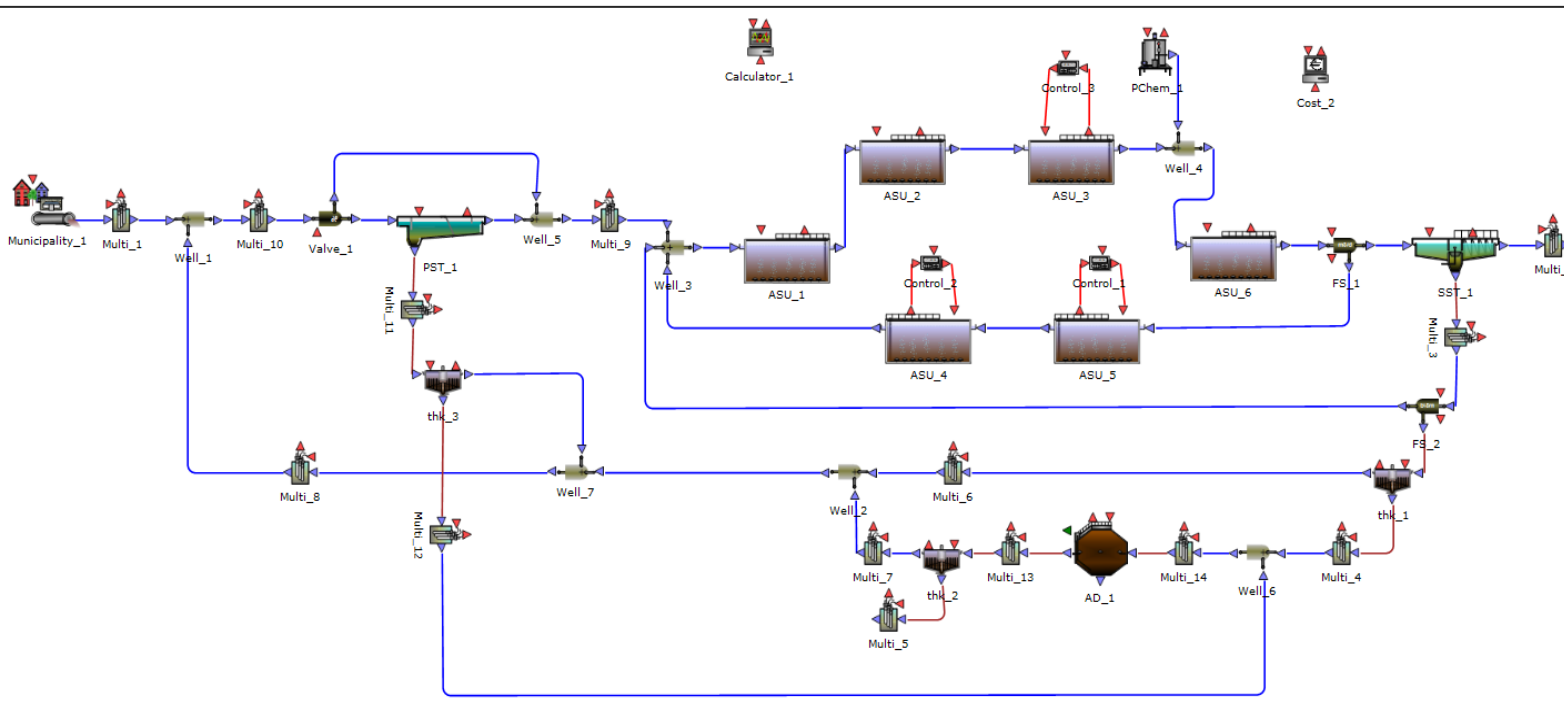 Calculator_1
Control_3
PChem_1
Cost_2
ASU_2
ASU_3
Well_4
Municipality_1
Multi_1
Well_1
Multi_10
Valve_1
PST_1
Well_5
Multi_9
Well_3
ASU_1
Control_2
Control_1
ASU_6
FS_1
SST_1
Multi_
Multi_11
ASU_4
ASU_5
Multi_3
thk_3
FS_2
Multi_8
Well_7
Well_2
Multi_6
thk_1
Multi_12
Multi_7
thk_2
Multi_13
AD_1
Multi_14
Well_6
Multi_4
Multi_5